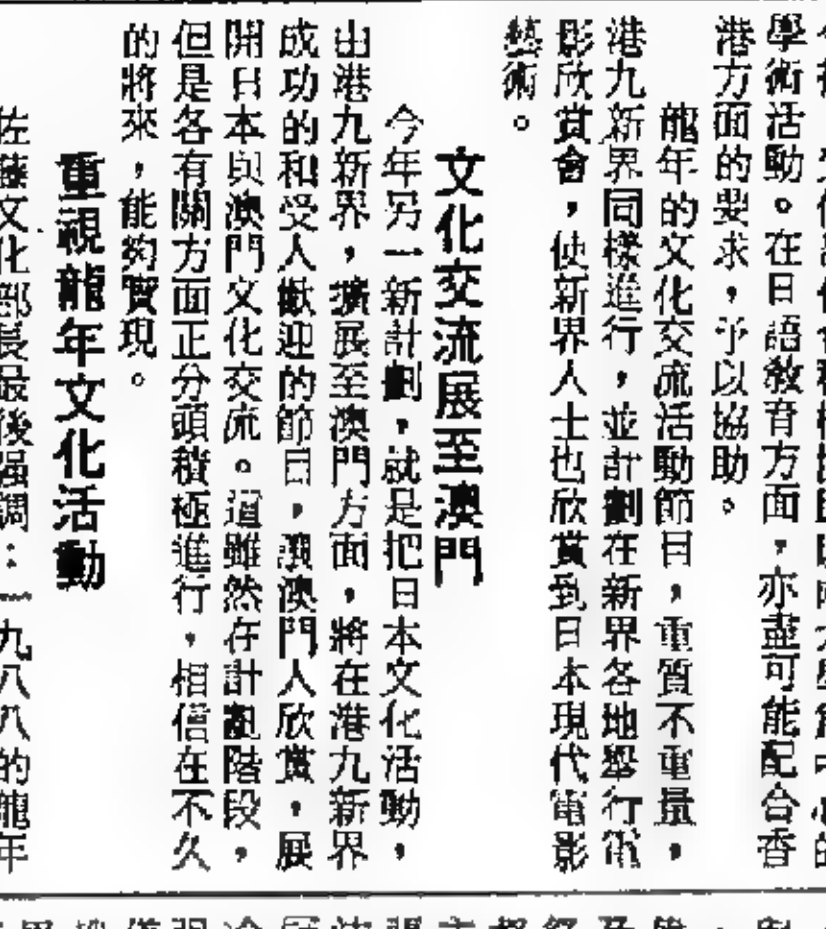 學術活動。在日語敎育方面，亦盡可能配合香
港方面的要求，予以協助。
龍年的文化交流活動節目，重質不重量，
港九新界同樣進行，並計劃在新界各地舉行電
影欣賞會，使新界人士也欣賞到日本現代電影
藝術。
文化交流展至澳門
今年另一新計劃，就是把日本文化活動，
由港九新界，擴展至澳門方面，將在港九新界
成功的和受人歡迎的節目，讓澳門人欣賞，展
開日本與澳門文化交流。這雖然在計劃階段，
但是各有關方面正分頭積極進行，相信在不久
的將來，能夠實現。
重視龍年文化活動
佐藤文化部長最後强調：一九八八的龍年